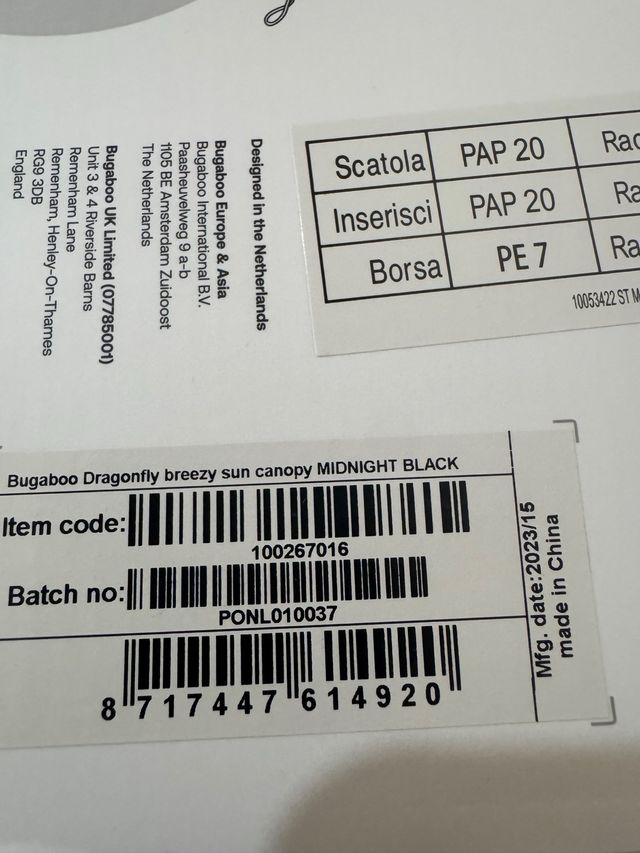 Designed in the Netherlands
Bugaboo Europe & Asia
Bugaboo International B.V.
Paasheuvelweg 9 a-b
1105 BE Amsterdam Zuidoost
The Netherlands
Bugaboo UK Limited (07785001)
Unit 3 & 4 Riverside Barns
Remenham Lane
Remenham, Henley-On-Thames
RG9 3DB
England
Scatola PAP 20
Inserisci PAP 20
Borsa PE 7
10053422 ST
Bugaboo Dragonfly breezy sun canopy MIDNIGHT BLACK
Item code:
100267016
Batch no:
PONL010037
8 717447 614920
Mfg. date:2023/15
made in China